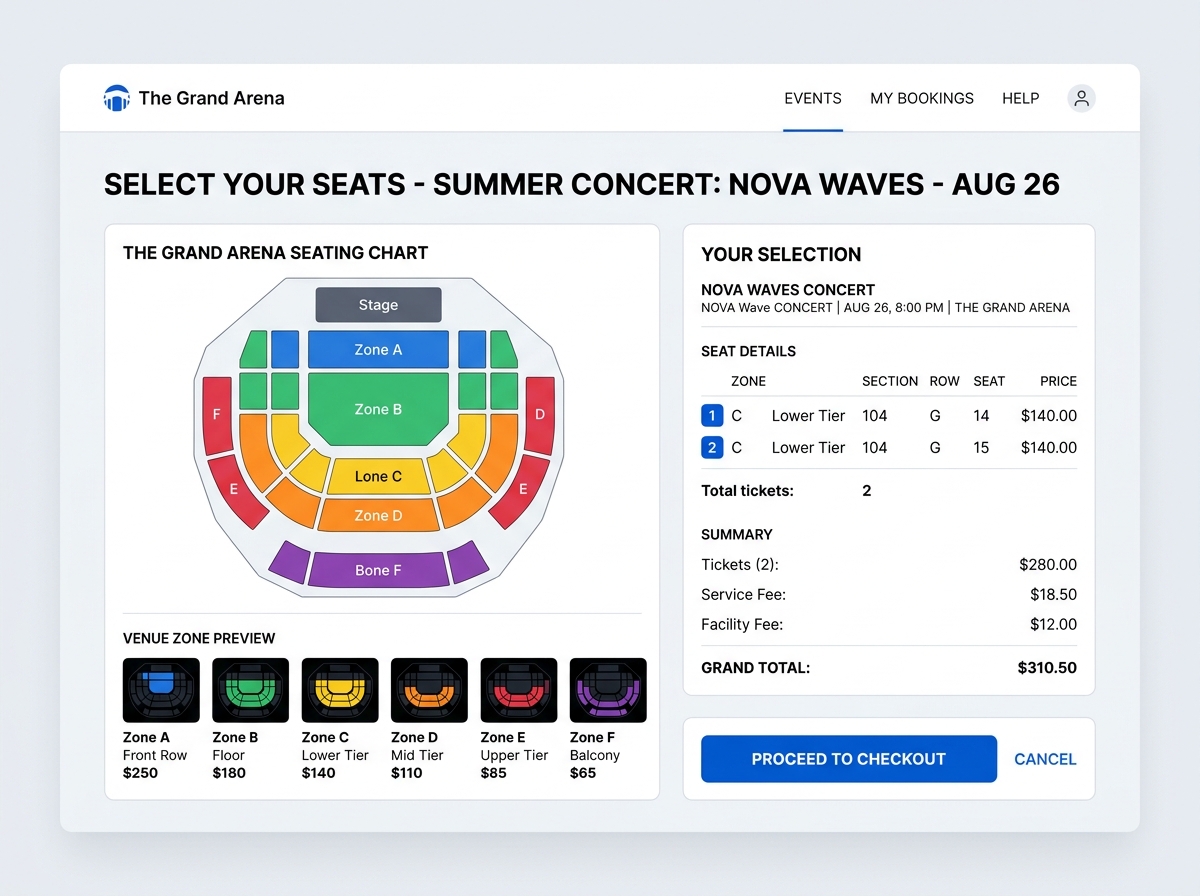 The Grand Arena
EVENTS MY BOOKINGS HELP
SELECT YOUR SEATS - SUMMER CONCERT: NOVA WAVES - AUG 26
THE GRAND ARENA SEATING CHART
Stage
Zone A
Zone B
F
D
Lone C
E
E
Zone D
Bone F
VENUE ZONE PREVIEW
Zone A
Front Row
$250
Zone B
Floor
$180
Zone C
Lower Tier
$140
Zone D
Mid Tier
$110
Zone E
Upper Tier
$85
Zone F
Balcony
$65
YOUR SELECTION
NOVA WAVES CONCERT
NOVA Wave CONCERT | AUG 26, 8:00 PM | THE GRAND ARENA
SEAT DETAILS
ZONE SECTION ROW SEAT PRICE
1 C Lower Tier 104 G 14 $140.00
2 C Lower Tier 104 G 15 $140.00
Total tickets: 2
SUMMARY
Tickets (2): $280.00
Service Fee: $18.50
Facility Fee: $12.00
GRAND TOTAL: $310.50
PROCEED TO CHECKOUT CANCEL